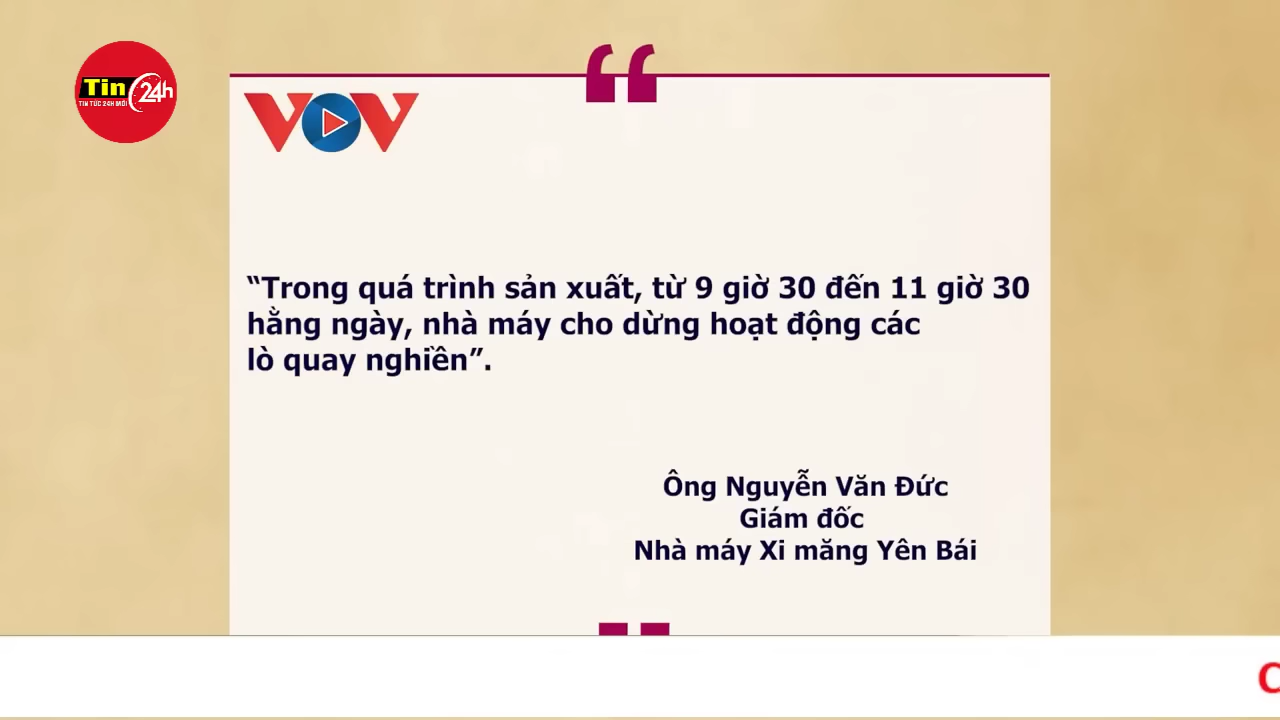 Tin 24h
TIN TỨC 24H MỚI
VOV
“Trong quá trình sản xuất, từ 9 giờ 30 đến 11 giờ 30
hằng ngày, nhà máy cho dừng hoạt động các
lò quay nghiền”.
Ông Nguyễn Văn Đức
Giám đốc
Nhà máy Xi măng Yên Bái